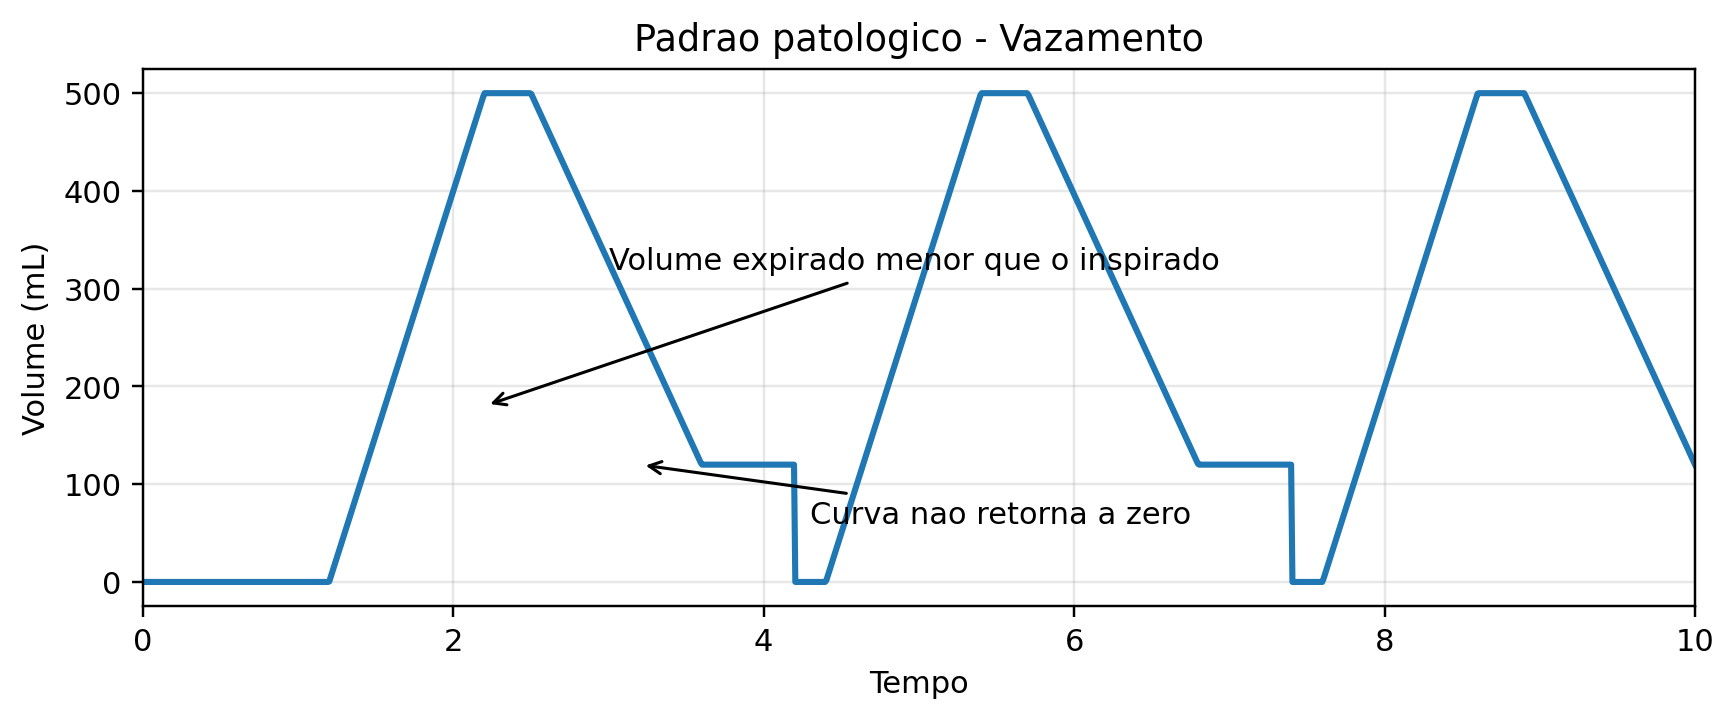 Padrao patologico - Vazamento
500
400
300
200
100
0
Volume (mL)
Volume expirado menor que o inspirado
Curva nao retorna a zero
0
2
4
6
8
10
Tempo